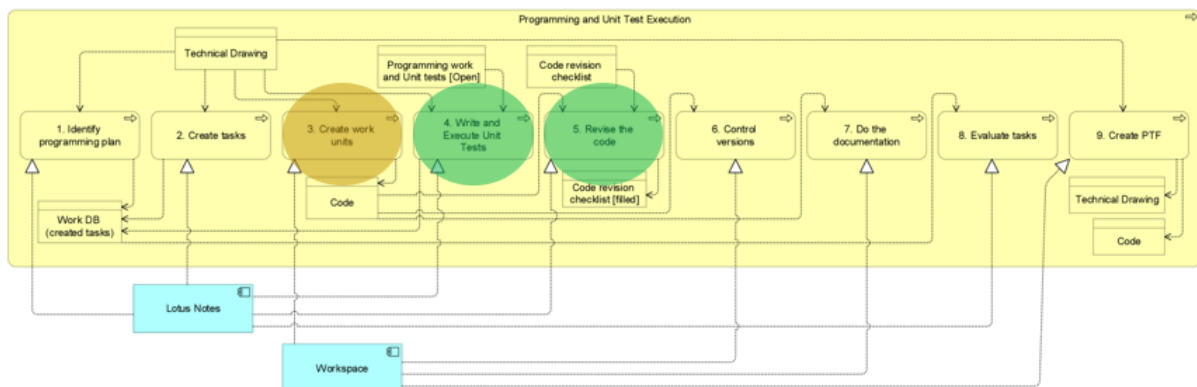 Programming and Unit Test Execution
Technical Drawing
Programming work
and Unit tests [Open]
Code revision
checklist
1. Identify
programming plan
2. Create tasks
3. Create work
units
4. Write and
Execute Unit
Tests
5. Revise the
code
6. Control
versions
7. Do the
documentation
8. Evaluate tasks
9. Create PTF
Work DB
(created tasks)
Code
Code revision
checklist [filled]
Technical Drawing
Code
Lotus Notes
Workspace